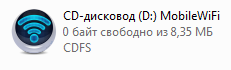 CD-дисковод (D:) MobileWiFi
0 байт свободно из 8,35 МБ
CDFS